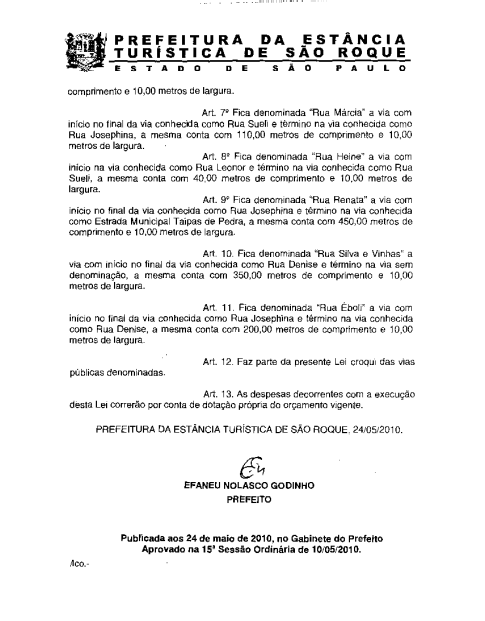 PREFEITURA DA ESTÂNCIA
TURÍSTICA DE SÃO ROQUE
ESTADO DE SÃO PAULO
comprimento e 10,00 metros de largura.
Art. 7º Fica denominada "Rua Márcia" a via com
início no final da via conhecida como Rua Sueli e término na via conhecida como
Rua Josephina, a mesma conta com 110,00 metros de comprimento e 10,00
metros de largura.
Art. 8º Fica denominada "Rua Heine" a via com
início na via conhecida como Rua Leonor e término na via conhecida como Rua
Sueli, a mesma conta com 40,00 metros de comprimento e 10,00 metros de
largura.
Art. 9º Fica denominada "Rua Renata" a via com
início no final da via conhecida como Rua Josephina e término na via conhecida
como Estrada Municipal Taipas de Pedra, a mesma conta com 450,00 metros de
comprimento e 10,00 metros de largura.
Art. 10. Fica denominada "Rua Silva e Vinhas" a
via com início no final da via conhecida como Rua Denise e término na via sem
denominação, a mesma conta com 350,00 metros de comprimento e 10,00
metros de largura.
Art. 11. Fica denominada "Rua Éboli" a via com
início no final da via conhecida como Rua Josephina e término na via conhecida
como Rua Denise, a mesma conta com 200,00 metros de comprimento e 10,00
metros de largura.
Art. 12. Faz parte da presente Lei croqui das vias
públicas denominadas.
Art. 13. As despesas decorrentes com a execução
desta Lei correrão por conta de dotação própria do orçamento vigente.
PREFEITURA DA ESTÂNCIA TURÍSTICA DE SÃO ROQUE, 24/05/2010.
EFANEU NOLASCO GODINHO
PREFEITO
Publicada aos 24 de maio de 2010, no Gabinete do Prefeito
Aprovado na 15ª Sessão Ordinária de 10/05/2010.
/lco.-